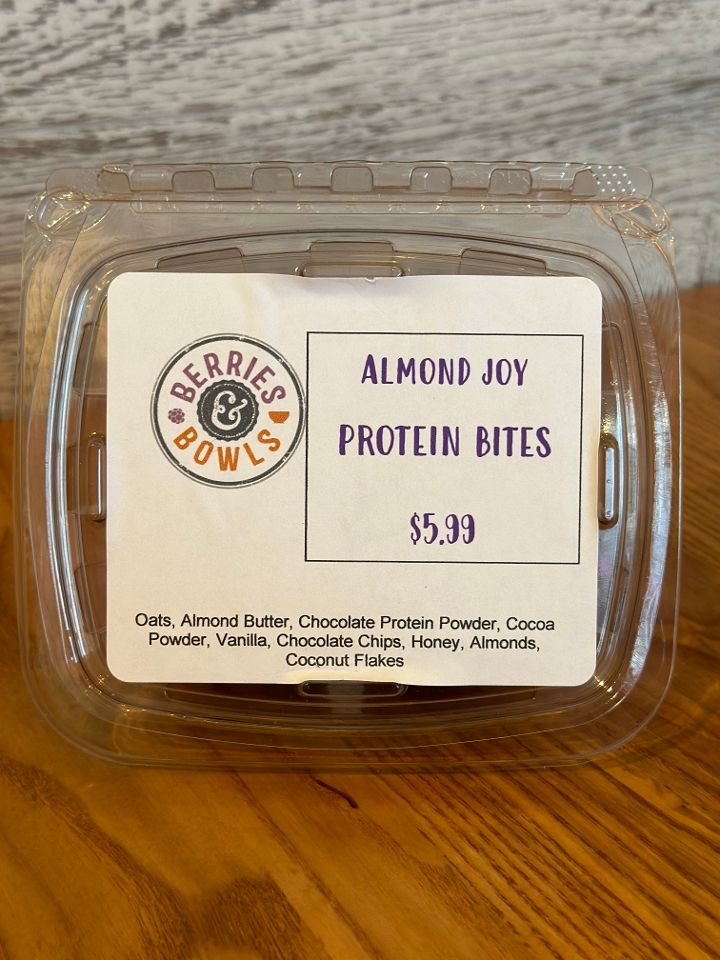 BERRIES
&
BOWLS
ALMOND JOY
PROTEIN BITES
$5.99
Oats, Almond Butter, Chocolate Protein Powder, Cocoa
Powder, Vanilla, Chocolate Chips, Honey, Almonds,
Coconut Flakes